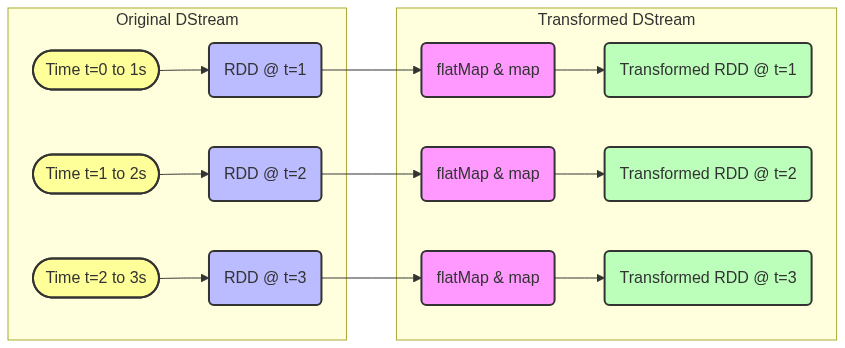 Original DStream
Transformed DStream
Time t=0 to 1s
RDD @ t=1
flatMap & map
Transformed RDD @ t=1
Time t=1 to 2s
RDD @ t=2
flatMap & map
Transformed RDD @ t=2
Time t=2 to 3s
RDD @ t=3
flatMap & map
Transformed RDD @ t=3